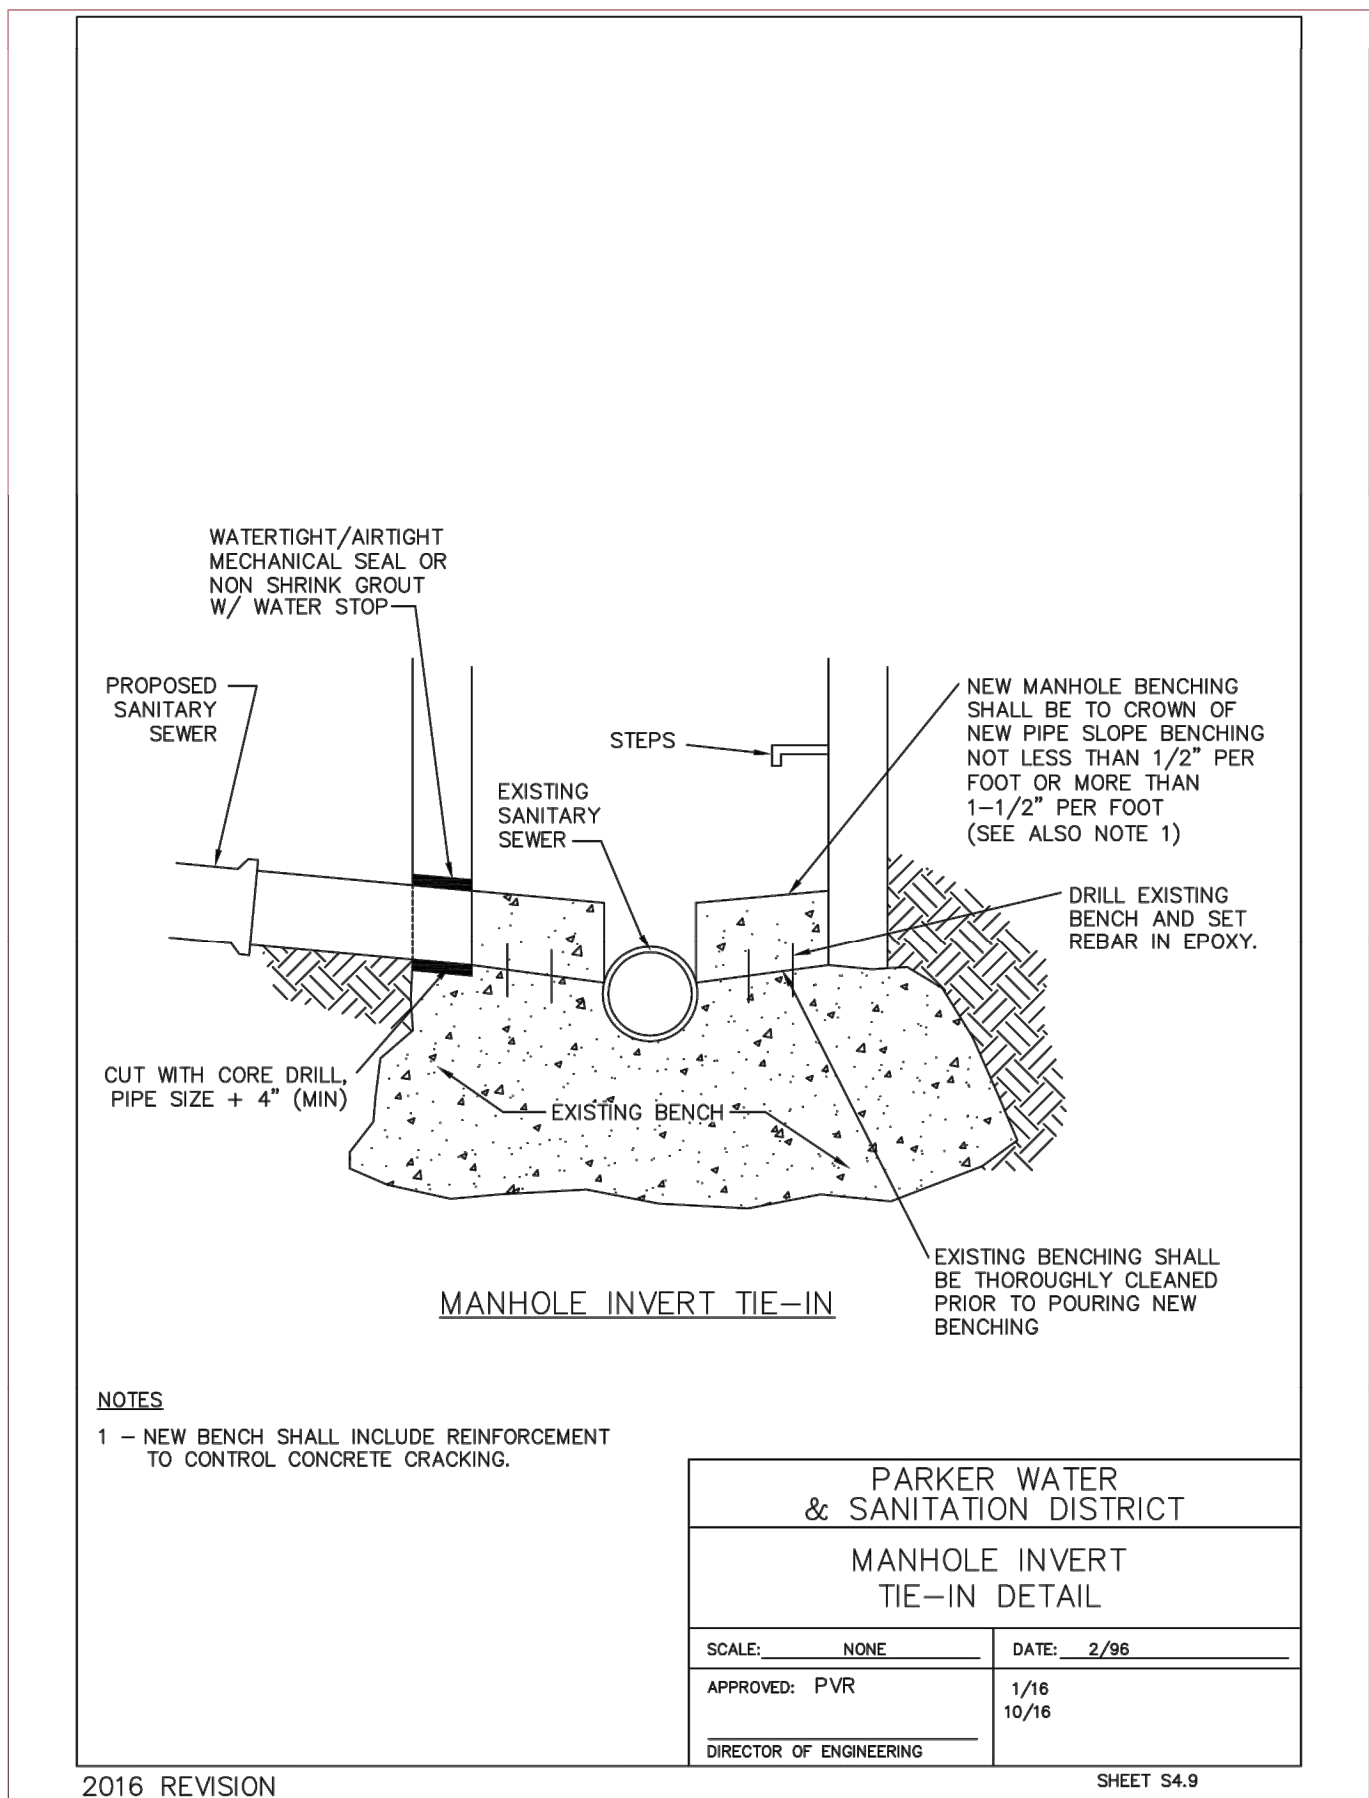 WATERTIGHT/AIRTIGHT
MECHANICAL SEAL OR
NON SHRINK GROUT
W/ WATER STOP
PROPOSED
SANITARY
SEWER
STEPS
EXISTING
SANITARY
SEWER
NEW MANHOLE BENCHING
SHALL BE TO CROWN OF
NEW PIPE SLOPE BENCHING
NOT LESS THAN 1/2” PER
FOOT OR MORE THAN
1–1/2” PER FOOT
(SEE ALSO NOTE 1)
DRILL EXISTING
BENCH AND SET
REBAR IN EPOXY.
CUT WITH CORE DRILL,
PIPE SIZE + 4” (MIN)
EXISTING BENCH
EXISTING BENCHING SHALL
BE THOROUGHLY CLEANED
PRIOR TO POURING NEW
BENCHING
MANHOLE INVERT TIE–IN
NOTES
1 – NEW BENCH SHALL INCLUDE REINFORCEMENT
TO CONTROL CONCRETE CRACKING.
PARKER WATER
& SANITATION DISTRICT
MANHOLE INVERT
TIE–IN DETAIL
SCALE: NONE
DATE: 2/96
APPROVED: PVR
1/16
10/16
DIRECTOR OF ENGINEERING
2016 REVISION
SHEET S4.9